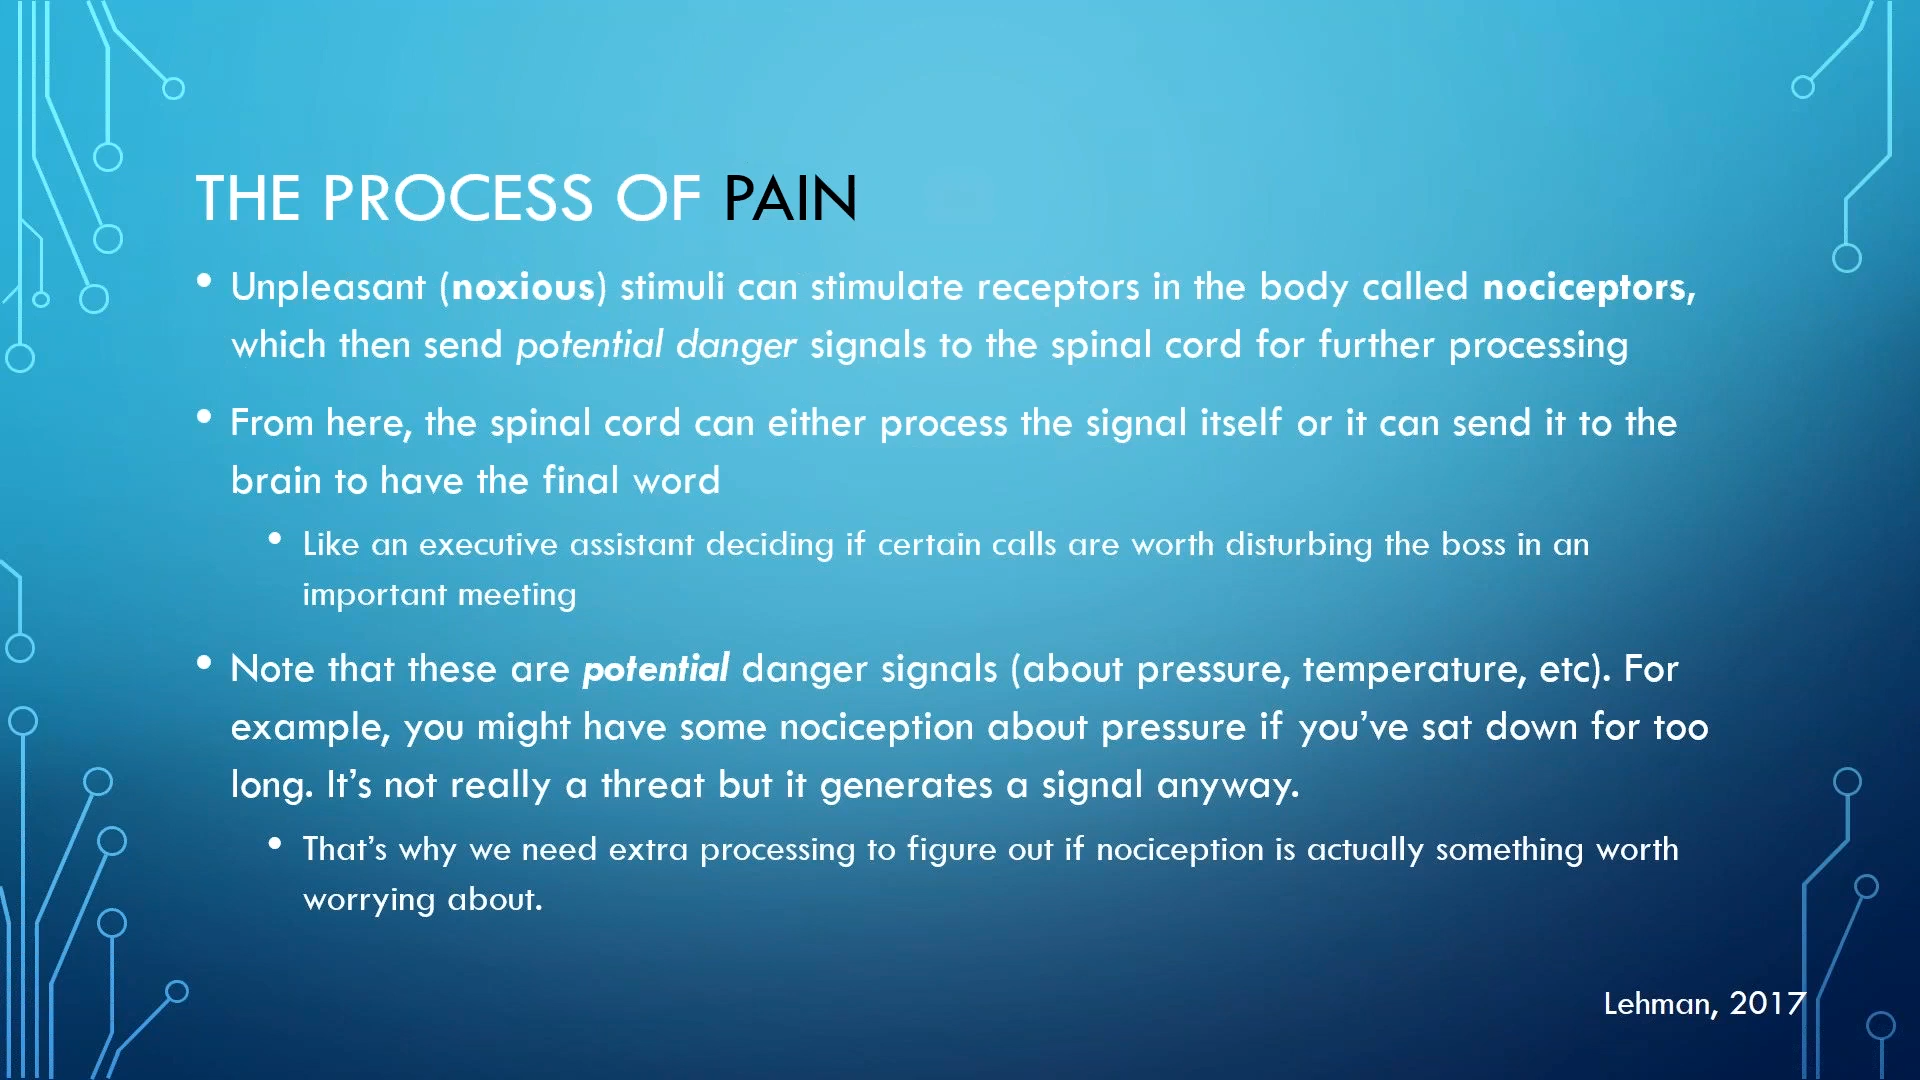 THE PROCESS OF PAIN
• Unpleasant (noxious) stimuli can stimulate receptors in the body called nociceptors,
which then send potential danger signals to the spinal cord for further processing
• From here, the spinal cord can either process the signal itself or it can send it to the
brain to have the final word
• Like an executive assistant deciding if certain calls are worth disturbing the boss in an
important meeting
• Note that these are potential danger signals (about pressure, temperature, etc). For
example, you might have some nociception about pressure if you’ve sat down for too
long. It’s not really a threat but it generates a signal anyway.
• That’s why we need extra processing to figure out if nociception is actually something worth
worrying about.
Lehman, 2017